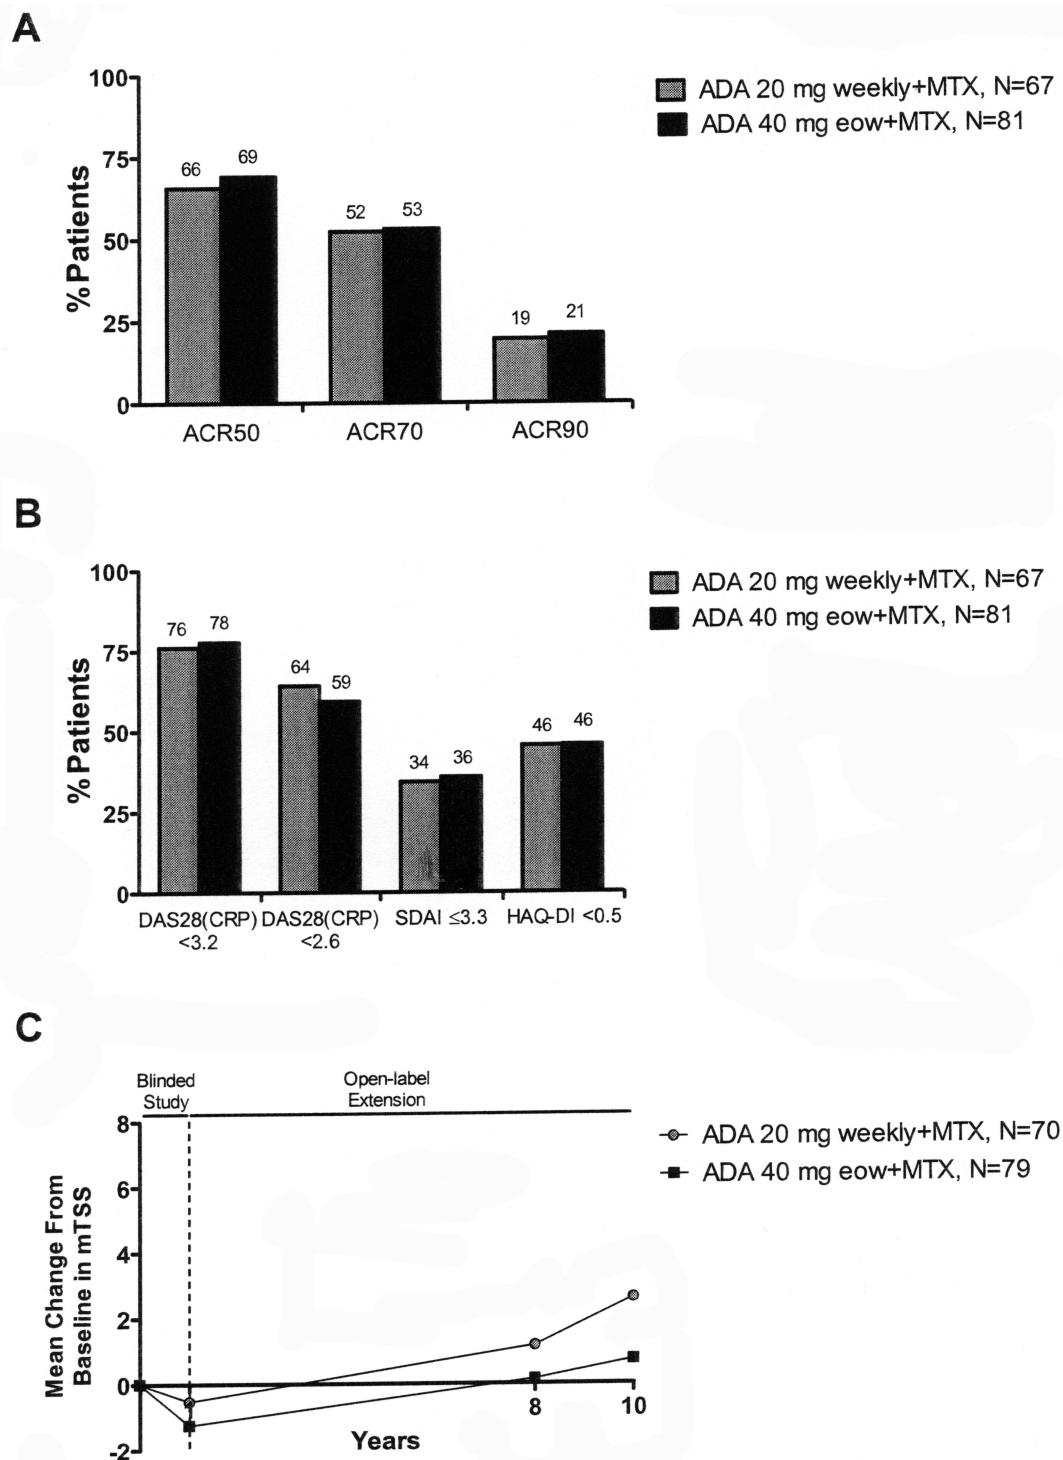 A
100
75
50
25
0
% Patients
66
69
52
53
19
21
ACR50
ACR70
ACR90
ADA 20 mg weekly+MTX, N=67
ADA 40 mg eow+MTX, N=81
B
100
75
50
25
0
% Patients
76
78
64
59
34
36
46
46
DAS28(CRP)
<3.2
DAS28(CRP)
<2.6
SDAI ≤3.3
HAQ-DI <0.5
ADA 20 mg weekly+MTX, N=67
ADA 40 mg eow+MTX, N=81
C
Blinded
Study
Open-label
Extension
8
6
4
2
0
-2
Mean Change From
Baseline in mTSS
8
10
Years
ADA 20 mg weekly+MTX, N=70
ADA 40 mg eow+MTX, N=79